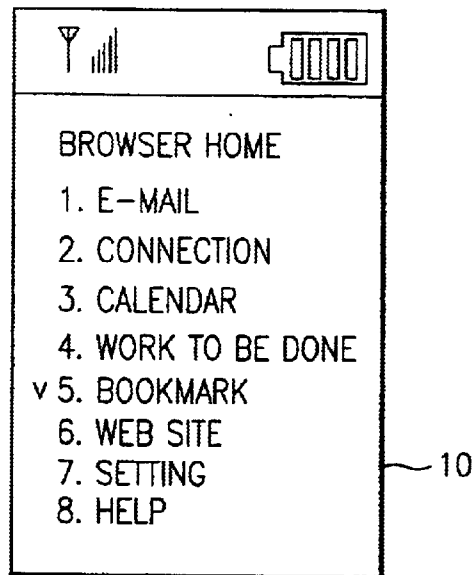 BROWSER HOME
1. E-MAIL
2. CONNECTION
3. CALENDAR
4. WORK TO BE DONE
v 5. BOOKMARK
6. WEB SITE
7. SETTING
8. HELP
10